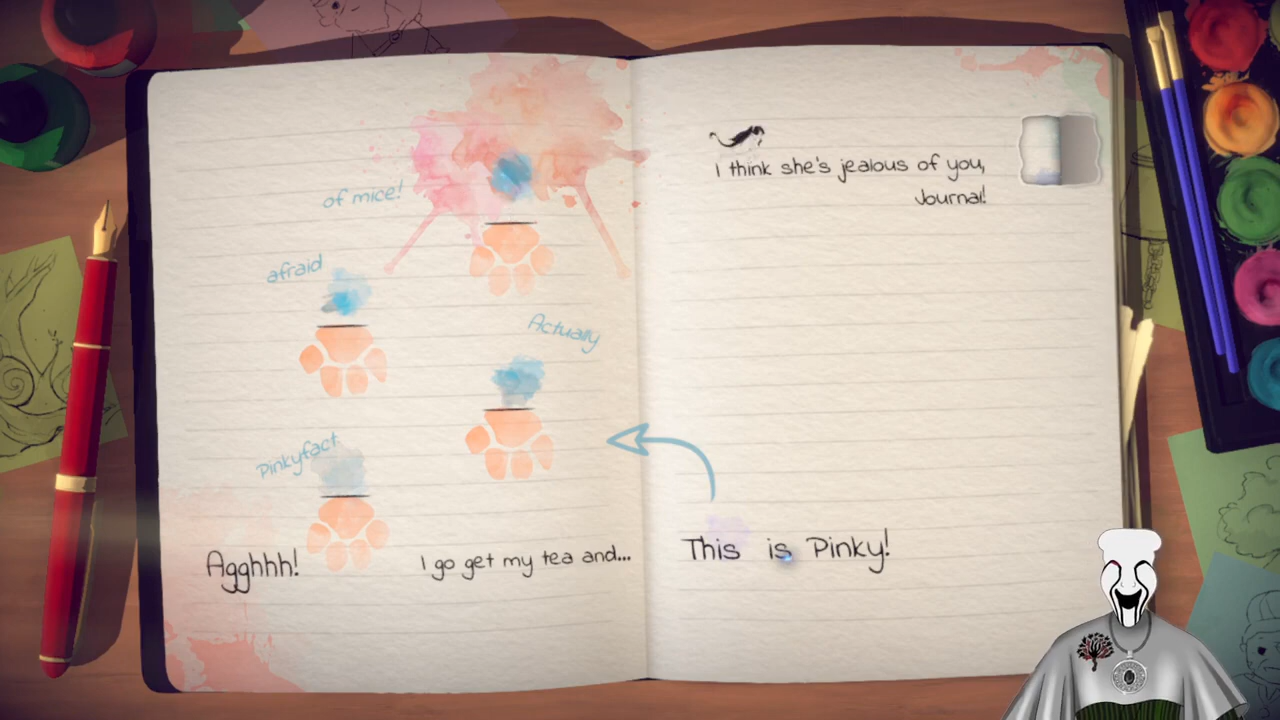 of mice!
afraid
Actually
Pinkyfact
Agghhh!
I go get my tea and...
I think she's jealous of you,
Journal!
This is Pinky!